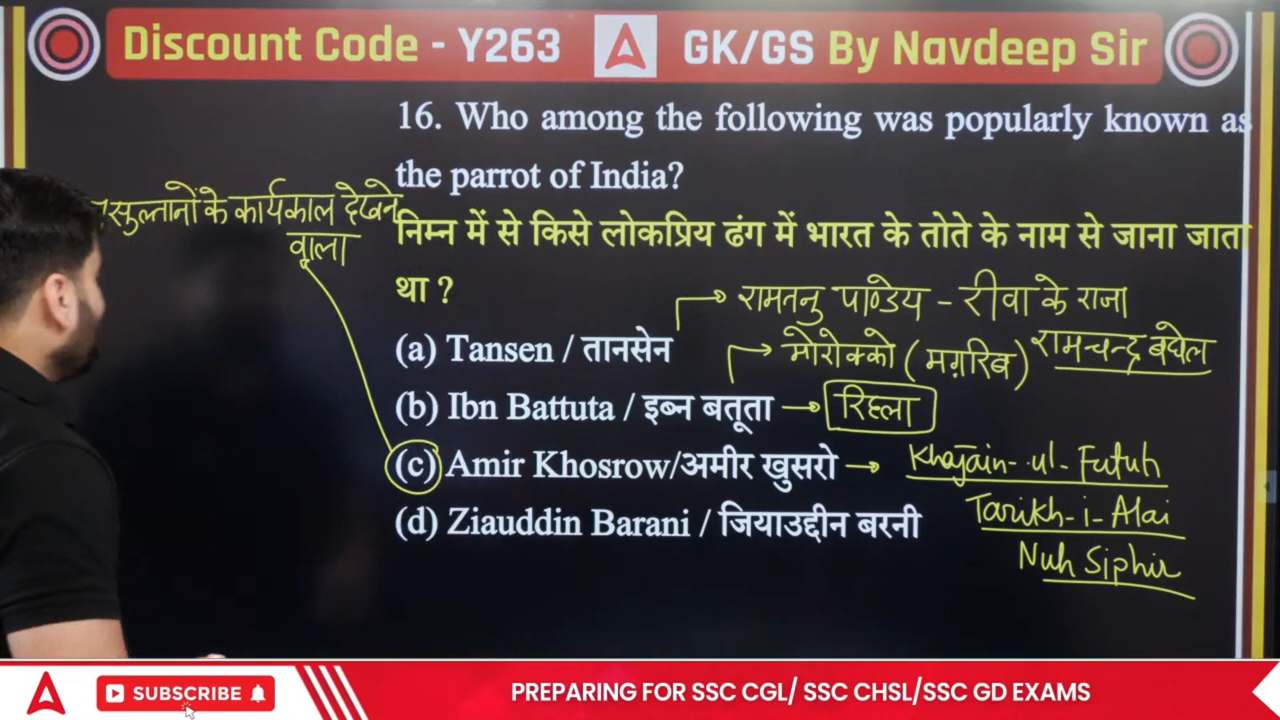 Discount Code - Y263 GK/GS By Navdeep Sir
16. Who among the following was popularly known as
the parrot of India?
सुल्तानों के कार्यकाल देखने
वाला
निम्न में से किसे लोकप्रिय ढंग में भारत के तोते के नाम से जाना जाता
था ?
रामतनु पाण्डेय - रीवा के राजा
रामचन्द्र बघेल
(a) Tansen / तानसेन
मोरोक्को (मग़रिब)
(b) Ibn Battuta / इब्न बतूता → रिहला
(c) Amir Khosrow/अमीर खुसरो → Khajain-ul-Futuh
Tarikh-i-Alai
(d) Ziauddin Barani / जियाउद्दीन बरनी
Nuh Siphir
SUBSCRIBE
PREPARING FOR SSC CGL/ SSC CHSL/SSC GD EXAMS